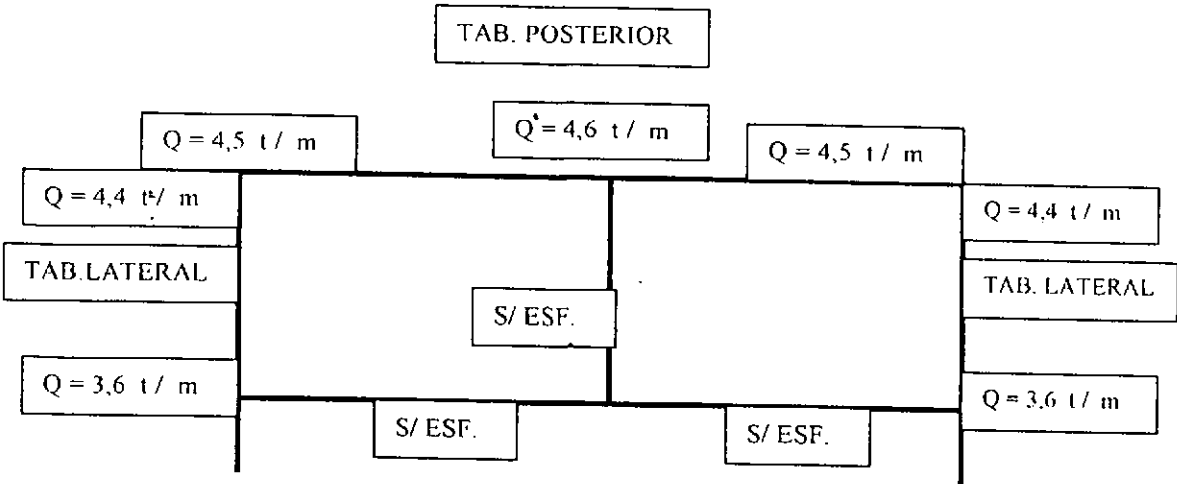 TAB. POSTERIOR
Q = 4,5 t / m
Q = 4,6 t / m
Q = 4,5 t / m
Q = 4,4 t / m
Q = 4,4 t / m
TAB.LATERAL
TAB. LATERAL
S/ ESF.
Q = 3,6 t / m
Q = 3,6 t / m
S/ ESF.
S/ ESF.